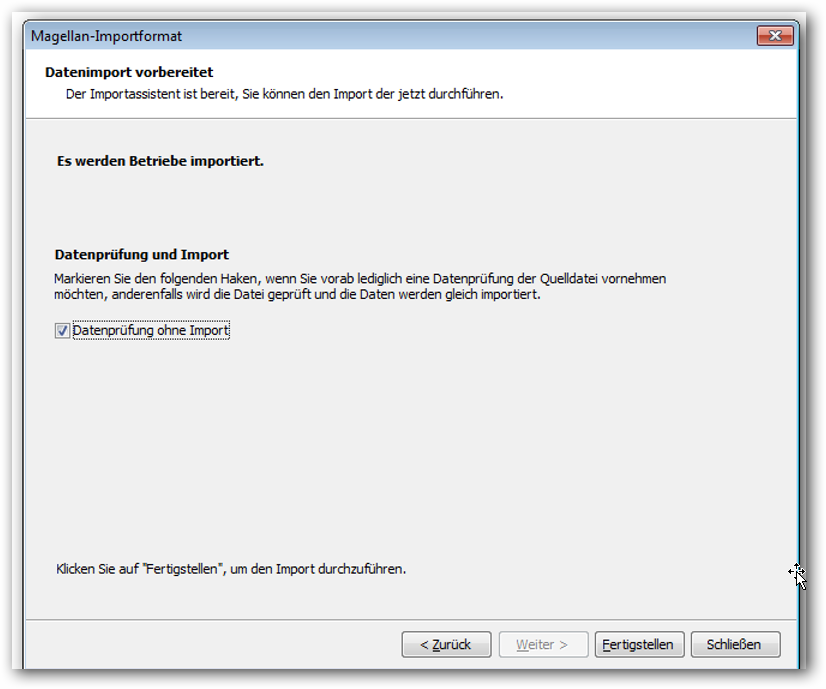 Magellan-Importformat
Datenimport vorbereitet
Der Importassistent ist bereit, Sie können den Import der jetzt durchführen.
Es werden Betriebe importiert.
Datenprüfung und Import
Markieren Sie den folgenden Haken, wenn Sie vorab lediglich eine Datenprüfung der Quelldatei vornehmen
möchten, anderenfalls wird die Datei geprüft und die Daten werden gleich importiert.
Datenprüfung ohne Import
Klicken Sie auf "Fertigstellen", um den Import durchzuführen.
< Zurück Weiter > Fertigstellen Schließen